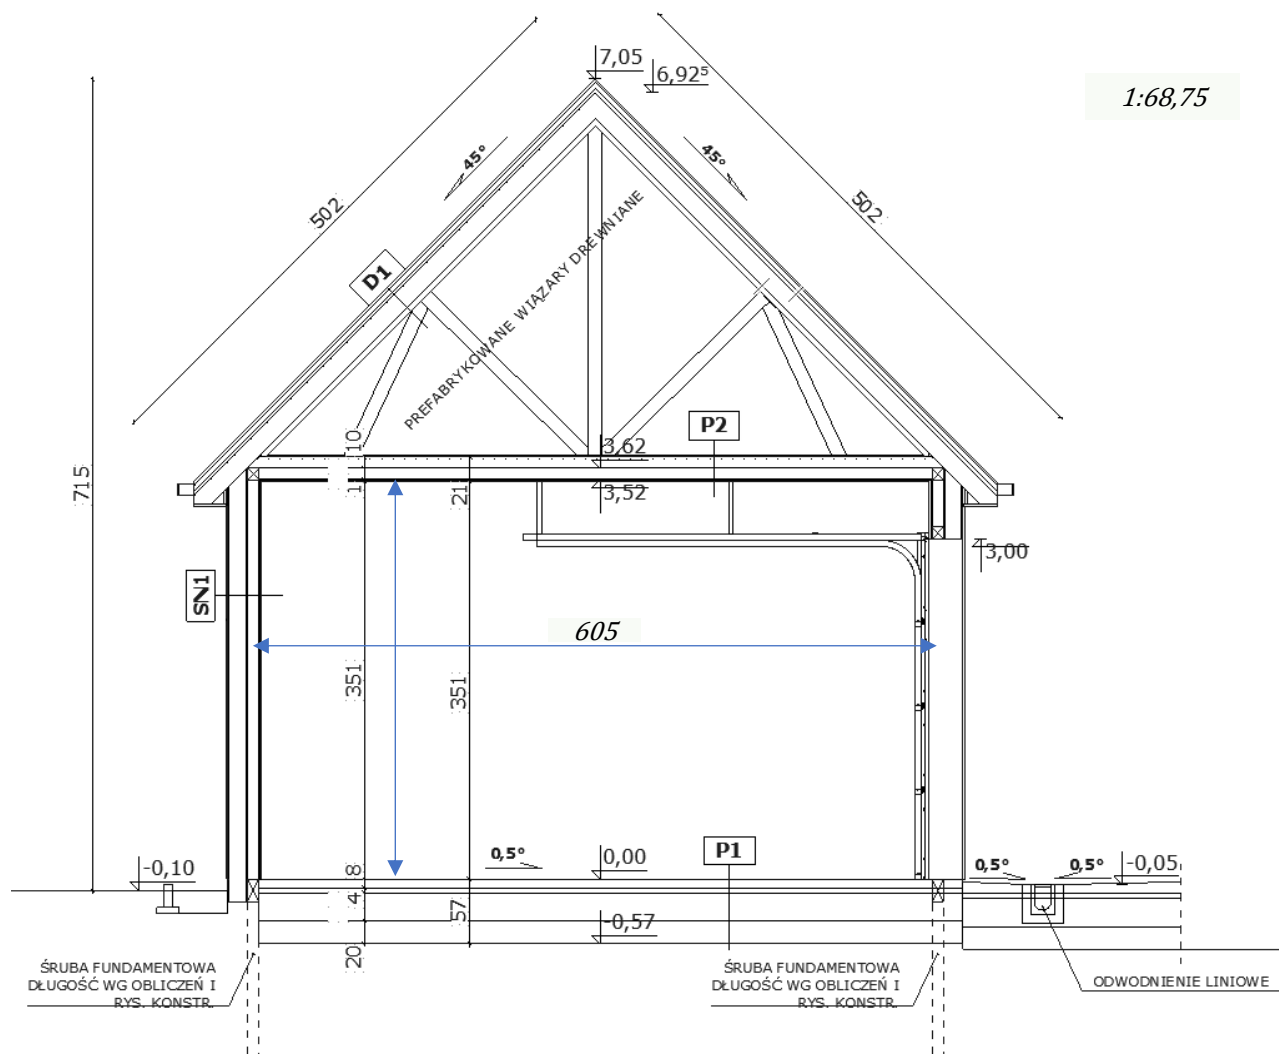 7,05
6,92⁵
1:68,75
45°
45°
502
502
D1
PREFABRYKOWANE WIĄZARY DREWNIANE
P2
10
3,62
715
1
21
3,52
3,00
SN1
605
351
351
0,5°
0,00
P1
0,5°
0,5°
-0,05
-0,10
8
4
57
-0,57
20
ŚRUBA FUNDAMENTOWA
DŁUGOŚĆ WG OBLICZEŃ I
RYS. KONSTR.
ŚRUBA FUNDAMENTOWA
DŁUGOŚĆ WG OBLICZEŃ I
RYS. KONSTR.
ODWODNIENIE LINIOWE